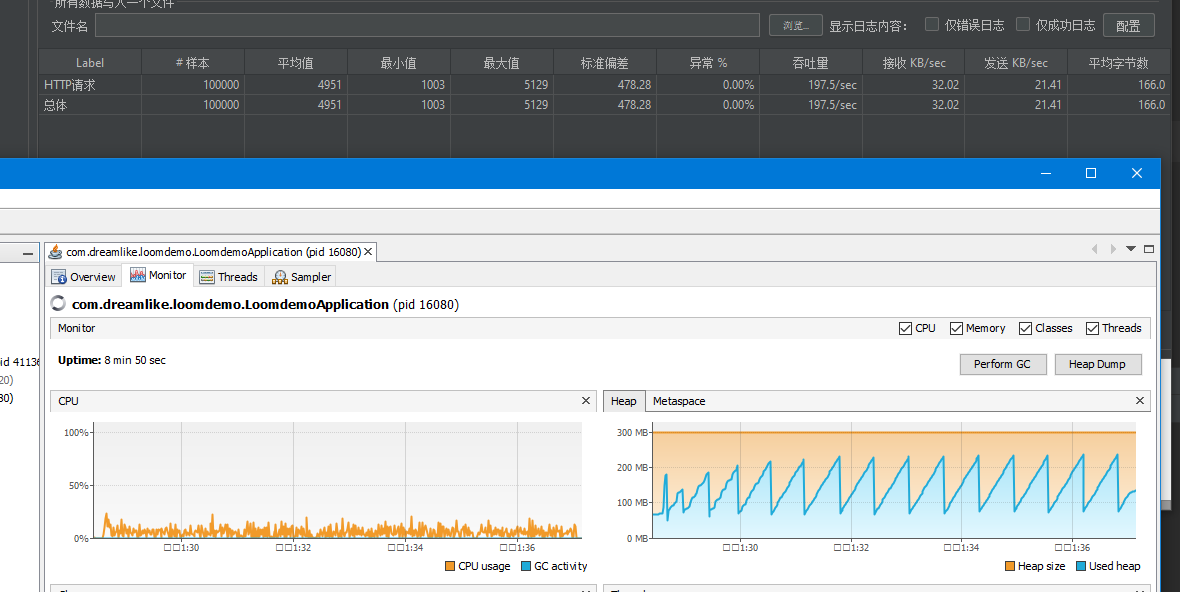 所有数据写入一个文件
文件名 浏览... 显示日志内容: 仅错误日志 仅成功日志 配置
Label # 样本 平均值 最小值 最大值 标准偏差 异常 % 吞吐量 接收 KB/sec 发送 KB/sec 平均字节数
HTTP请求 100000 4951 1003 5129 478.28 0.00% 197.5/sec 32.02 21.41 166.0
总体 100000 4951 1003 5129 478.28 0.00% 197.5/sec 32.02 21.41 166.0
com.dreamlike.loomdemo.LoomdemoApplication (pid 16080)
Overview Monitor Threads Sampler
com.dreamlike.loomdemo.LoomdemoApplication (pid 16080)
Monitor CPU Memory Classes Threads
id 41136
Uptime: 8 min 50 sec
Perform GC Heap Dump
20)
80)
CPU Heap Metaspace
100%
50%
0%
1:30 1:32 1:34 1:36
CPU usage GC activity
300 MB
200 MB
100 MB
0 MB
1:30 1:32 1:34 1:36
Heap size Used heap